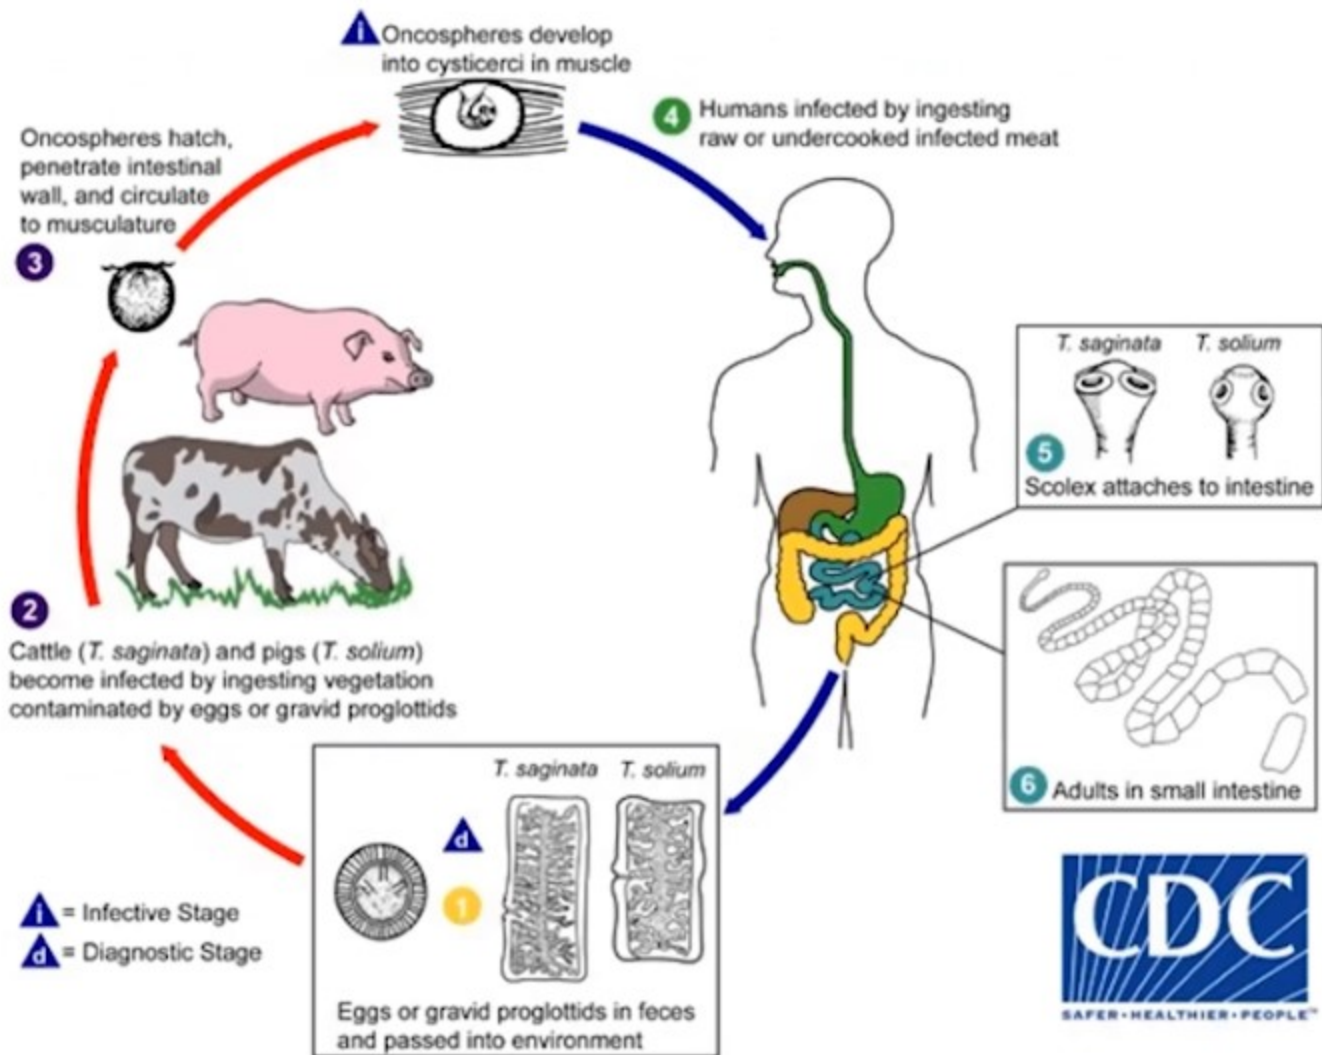 i Oncospheres develop
into cysticerci in muscle
4 Humans infected by ingesting
raw or undercooked infected meat
Oncospheres hatch,
penetrate intestinal
wall, and circulate
to musculature
3
T. saginata T. solium
5
Scolex attaches to intestine
2
Cattle (T. saginata) and pigs (T. solium)
become infected by ingesting vegetation
contaminated by eggs or gravid proglottids
6 Adults in small intestine
T. saginata T. solium
d
1
Eggs or gravid proglottids in feces
and passed into environment
i = Infective Stage
d = Diagnostic Stage
CDC
SAFER•HEALTHIER•PEOPLE™